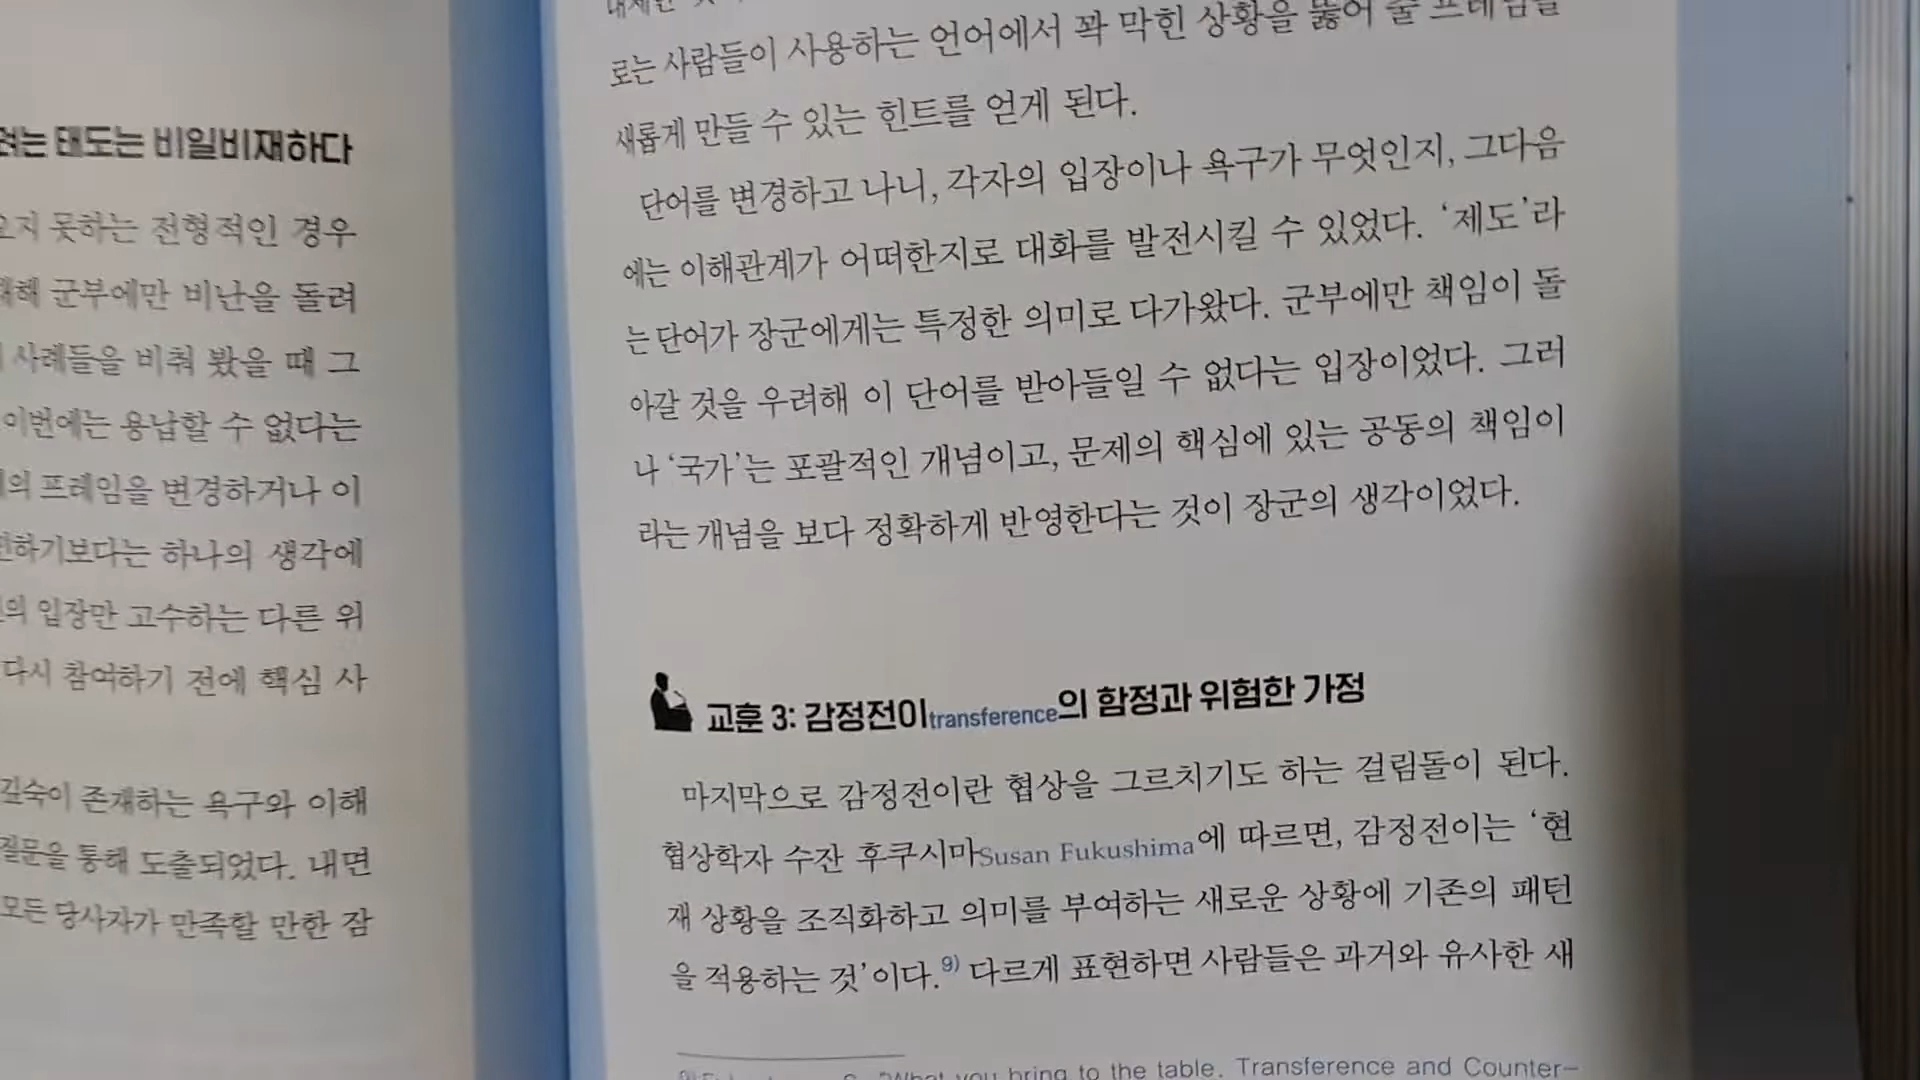 려는 태도는 비일비재하다
오지 못하는 전형적인 경우
해 군부에만 비난을 돌려
사례들을 비춰 봤을 때 그
이번에는 용납할 수 없다는
의 프레임을 변경하거나 이
하기보다는 하나의 생각에
의 입장만 고수하는 다른 위
다시 참여하기 전에 핵심 사
깊숙이 존재하는 욕구와 이해
질문을 통해 도출되었다. 내면
모든 당사자가 만족할 만한 잠
로는 사람들이 사용하는 언어에서 꽉 막힌 상황을 뚫어 줄 프레임을
새롭게 만들 수 있는 힌트를 얻게 된다.
단어를 변경하고 나니, 각자의 입장이나 욕구가 무엇인지, 그다음
에는 이해관계가 어떠한지로 대화를 발전시킬 수 있었다. ‘제도’라
는 단어가 장군에게는 특정한 의미로 다가왔다. 군부에만 책임이 돌
아갈 것을 우려해 이 단어를 받아들일 수 없다는 입장이었다. 그러
나 ‘국가’는 포괄적인 개념이고, 문제의 핵심에 있는 공동의 책임이
라는 개념을 보다 정확하게 반영한다는 것이 장군의 생각이었다.
교훈 3: 감정전이transference의 함정과 위험한 가정
마지막으로 감정전이란 협상을 그르치기도 하는 걸림돌이 된다.
협상학자 수잔 후쿠시마Susan Fukushima에 따르면, 감정전이는 ‘현
재 상황을 조직화하고 의미를 부여하는 새로운 상황에 기존의 패턴
을 적용하는 것’이다.9) 다르게 표현하면 사람들은 과거와 유사한 새
"What you bring to the table. Transference and Counter-